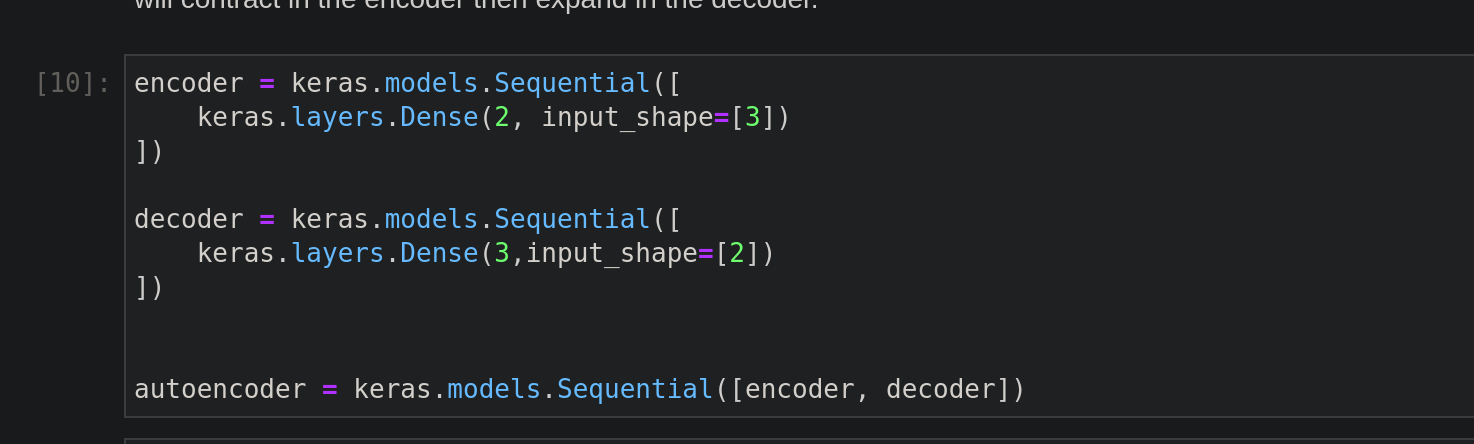 will contract in the encoder then expand in the decoder.
[10]:
encoder = keras.models.Sequential([
    keras.layers.Dense(2, input_shape=[3])
])
decoder = keras.models.Sequential([
    keras.layers.Dense(3,input_shape=[2])
])
autoencoder = keras.models.Sequential([encoder, decoder])